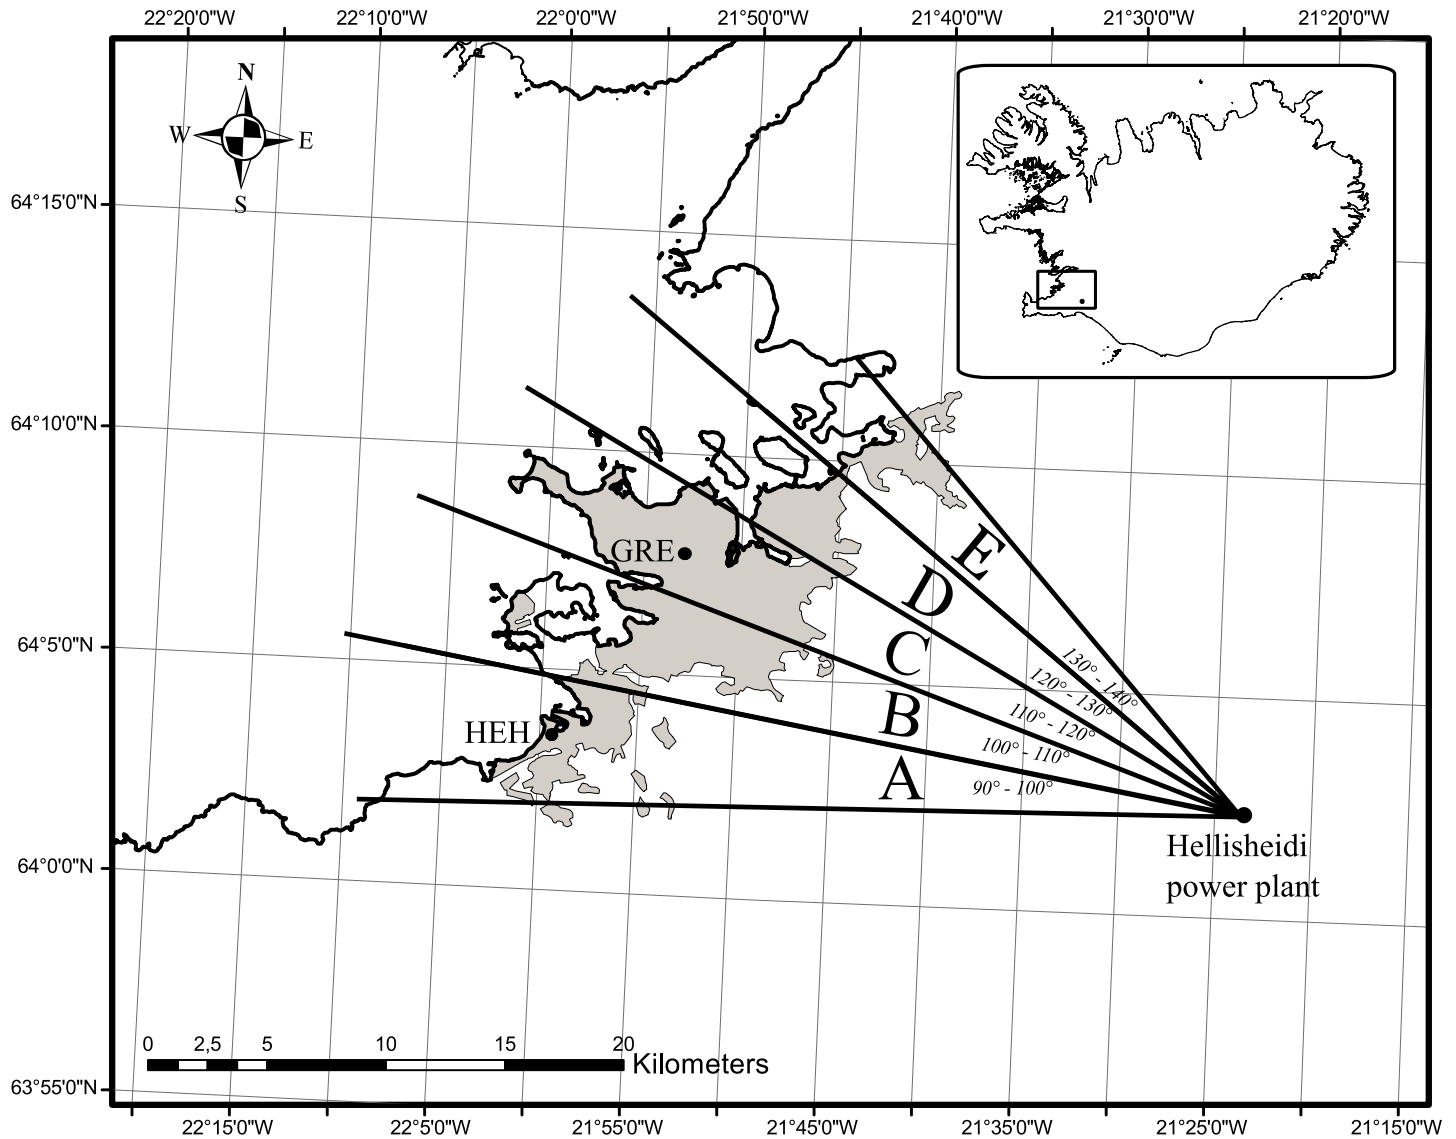 22°20'0"W 22°10'0"W 22°0'0"W 21°50'0"W 21°40'0"W 21°30'0"W 21°20'0"W
N
W E
S
64°15'0"N
64°10'0"N
E
GRE
D
C
64°5'0"N
130° - 140°
120° - 130°
B
110° - 120°
HEH
100° - 110°
A
90° - 100°
Hellisheidi
power plant
64°0'0"N
0 2,5 5 10 15 20
Kilometers
63°55'0"N
22°15'0"W 22°5'0"W 21°55'0"W 21°45'0"W 21°35'0"W 21°25'0"W 21°15'0"W